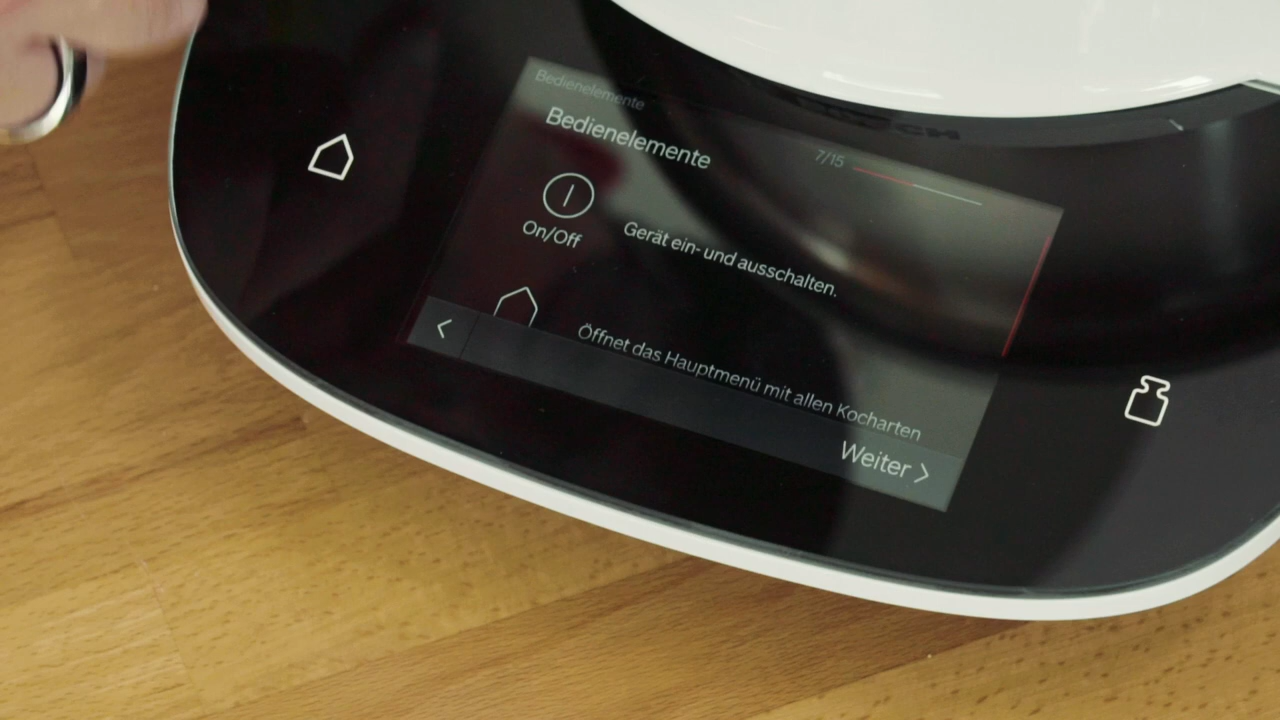 Bedienelemente
Bedienelemente
7/15
On/Off
Gerät ein- und ausschalten.
Öffnet das Hauptmenü mit allen Kocharten
Weiter